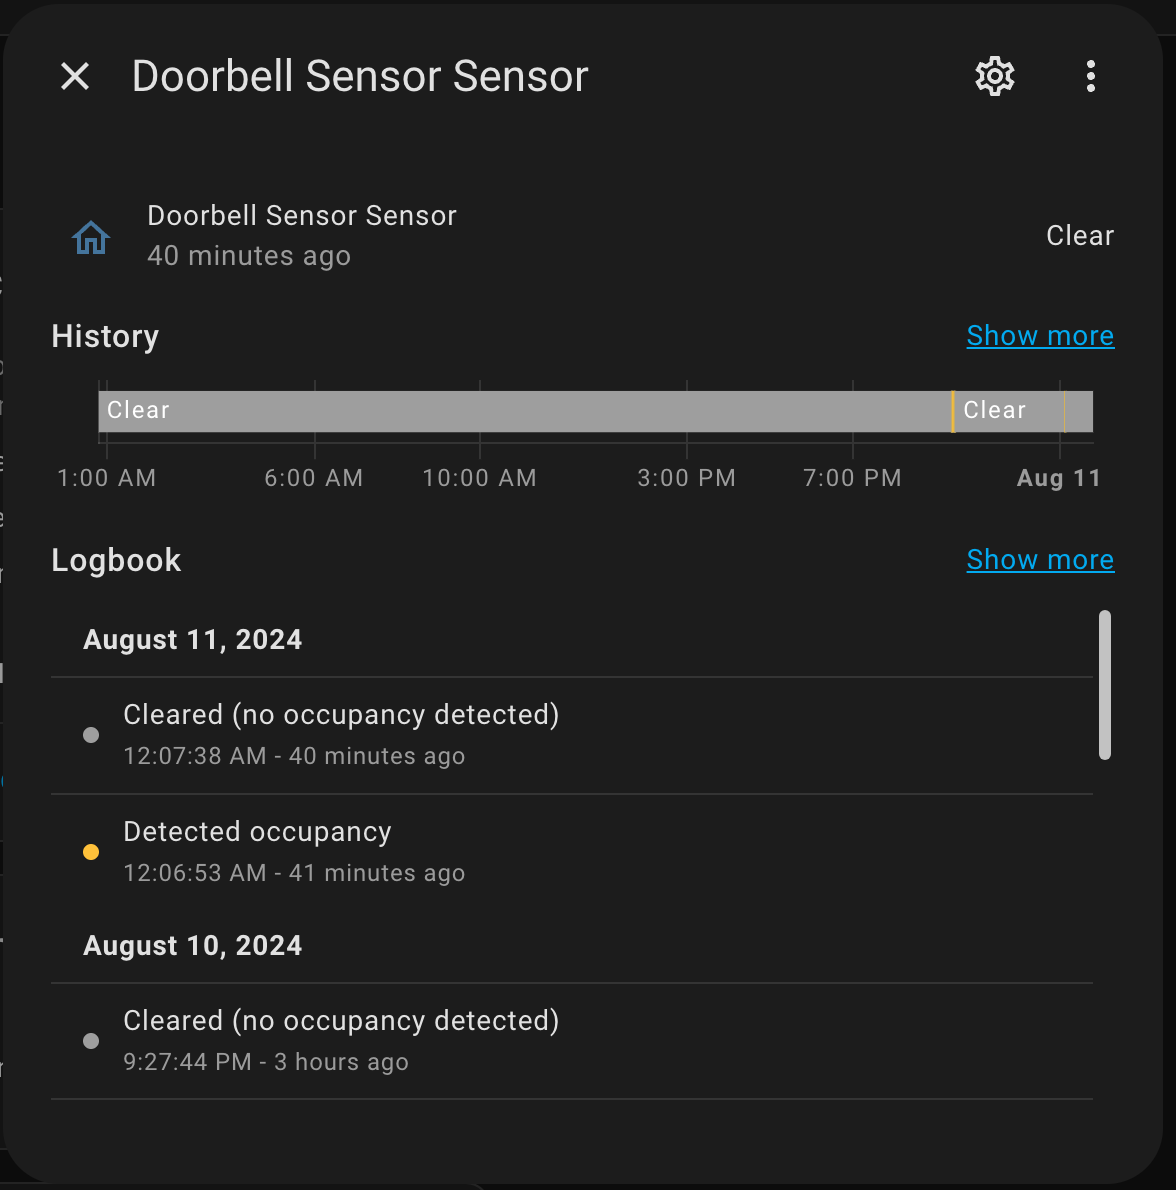 Doorbell Sensor Sensor
Doorbell Sensor Sensor
40 minutes ago
Clear
History
Show more
Clear
Clear
1:00 AM
6:00 AM
10:00 AM
3:00 PM
7:00 PM
Aug 11
Logbook
Show more
August 11, 2024
Cleared (no occupancy detected)
12:07:38 AM - 40 minutes ago
Detected occupancy
12:06:53 AM - 41 minutes ago
August 10, 2024
Cleared (no occupancy detected)
9:27:44 PM - 3 hours ago